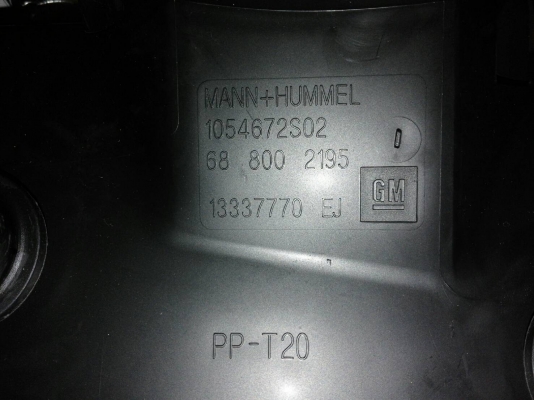 MANN+HUMMEL
1054672S02
68 800 2195
13337770 EJ GM
PP-T20